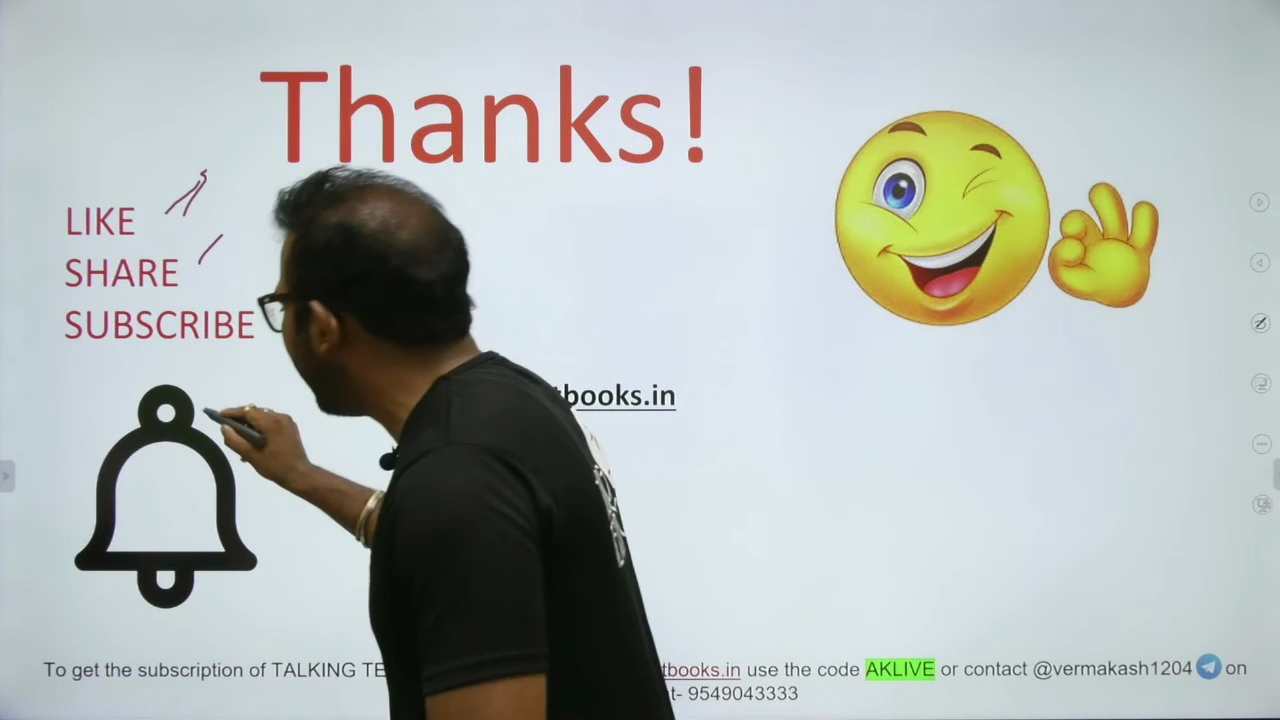 Thanks!
LIKE
SHARE
SUBSCRIBE
tbooks.in
To get the subscription of TALKING TE tbooks.in use the code AKLIVE or contact @vermakash1204 on
t- 9549043333